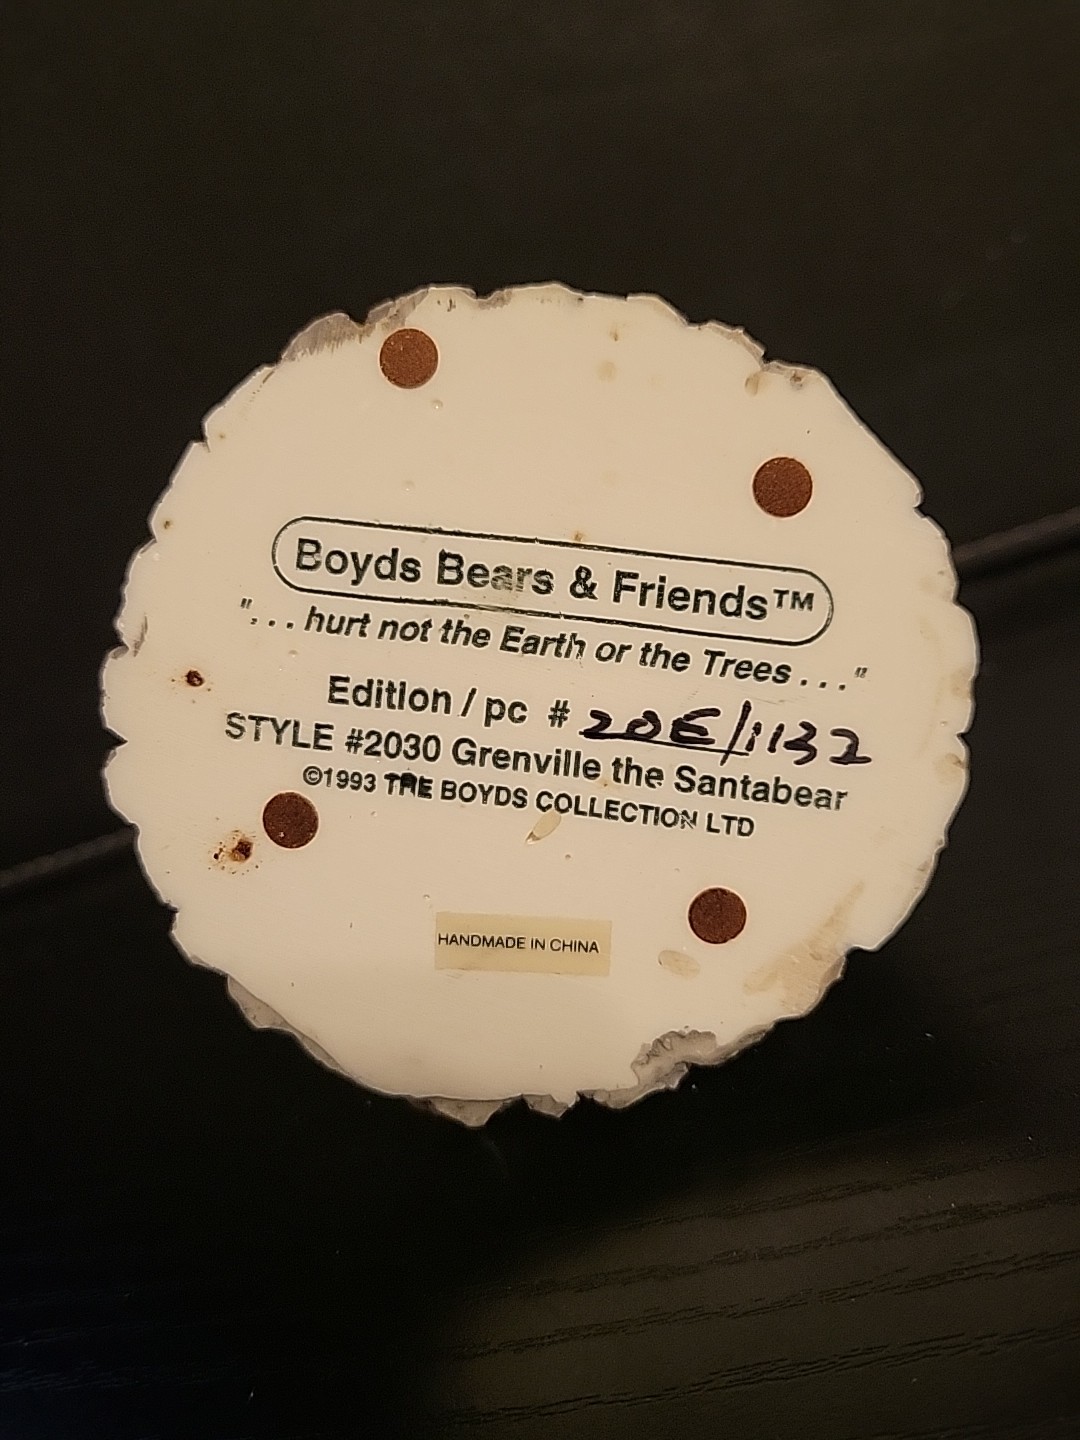 Boyds Bears & Friends™
"... hurt not the Earth or the Trees ..."
Edition / pc # 20E/1132
STYLE #2030 Grenville the Santabear
©1993 THE BOYDS COLLECTION LTD
HANDMADE IN CHINA